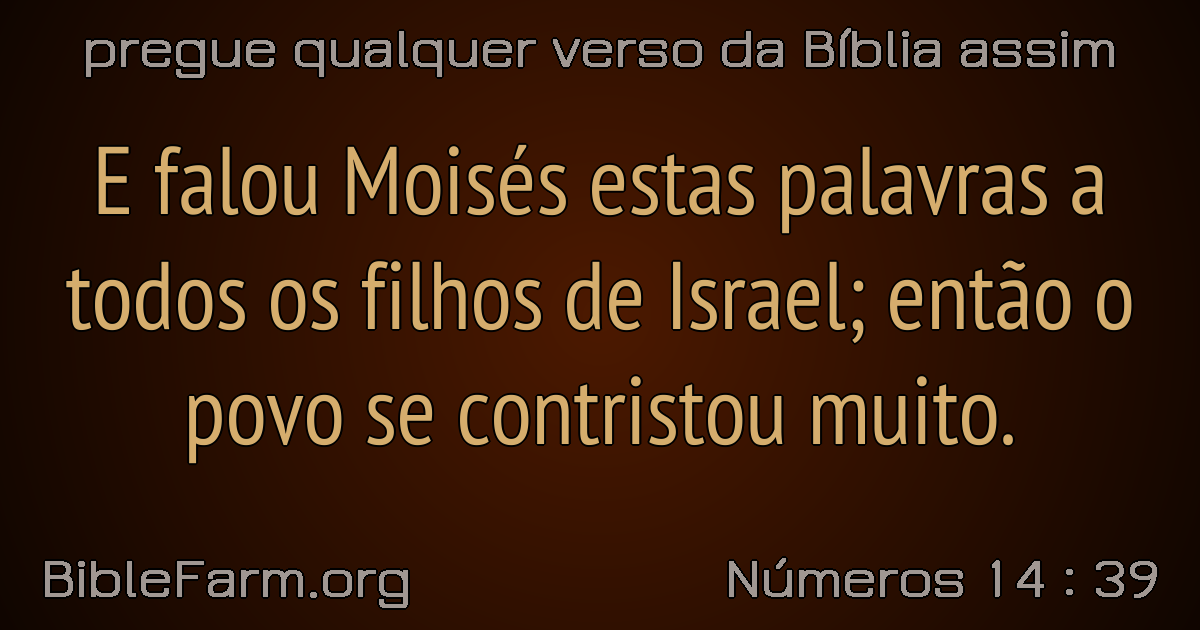 pregue qualquer verso da Bíblia assim
E falou Moisés estas palavras a
todos os filhos de Israel; então o
povo se contristou muito.
BibleFarm.org
Números 14 : 39